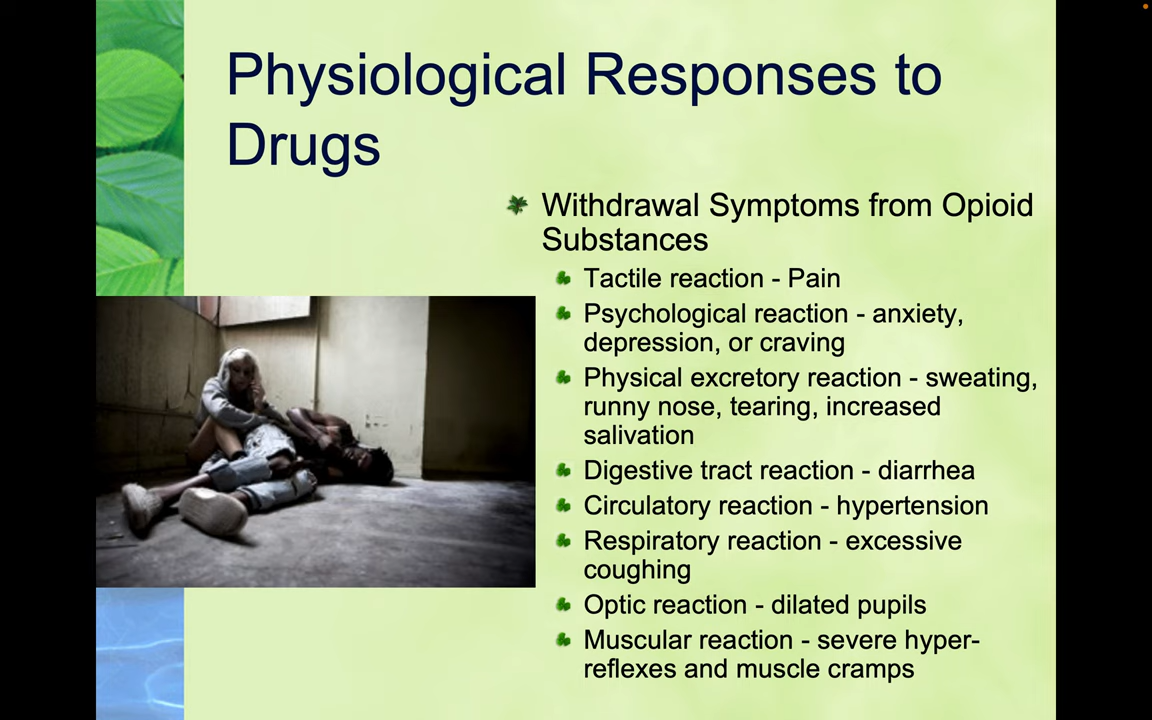 Physiological Responses to
Drugs
Withdrawal Symptoms from Opioid
Substances
Tactile reaction - Pain
Psychological reaction - anxiety,
depression, or craving
Physical excretory reaction - sweating,
runny nose, tearing, increased
salivation
Digestive tract reaction - diarrhea
Circulatory reaction - hypertension
Respiratory reaction - excessive
coughing
Optic reaction - dilated pupils
Muscular reaction - severe hyper-
reflexes and muscle cramps